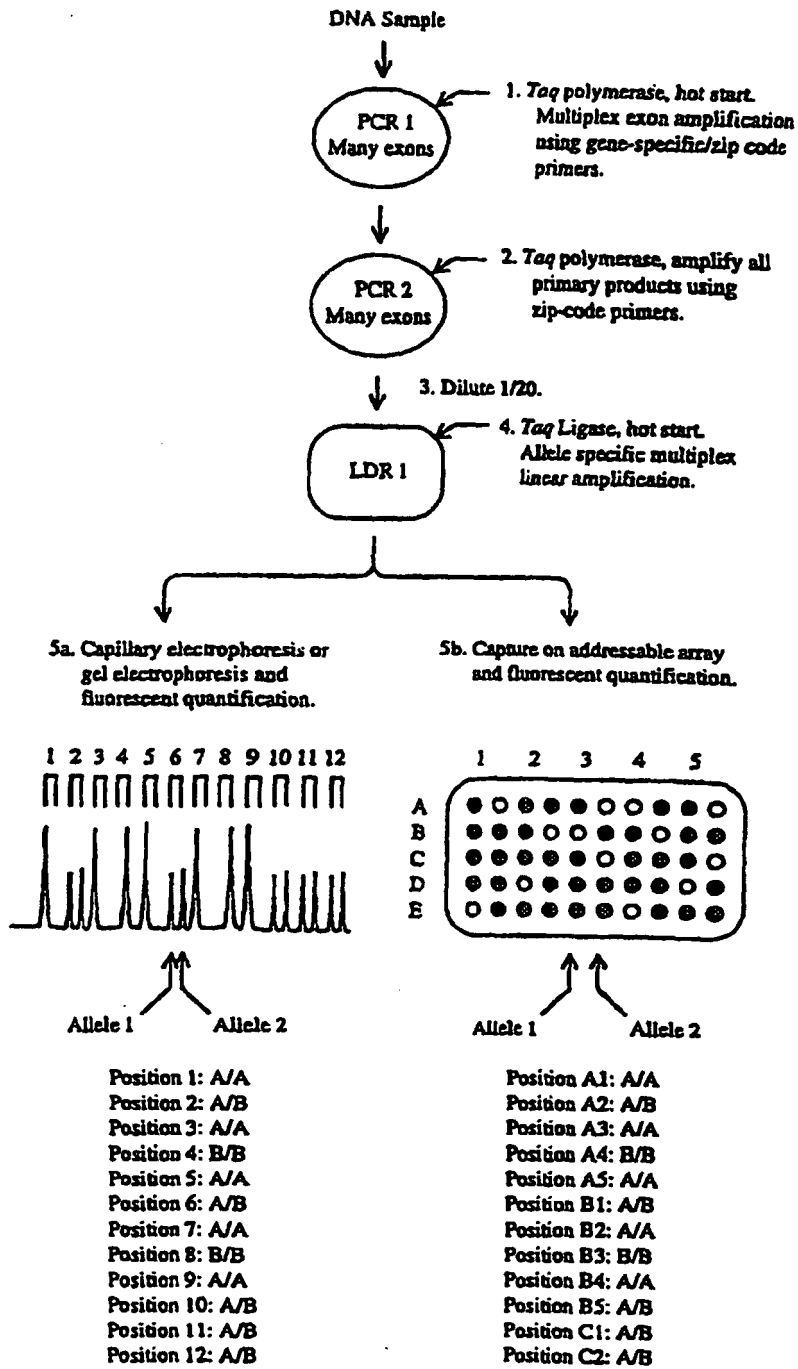 DNA Sample
PCR 1
Many exons
1. Taq polymerase, hot start.
Multiplex exon amplification
using gene-specific/zip code
primers.
PCR 2
Many exons
2. Taq polymerase, amplify all
primary products using
zip-code primers.
3. Dilute 1/20.
LDR 1
4. Taq Ligase, hot start.
Allele specific multiplex
linear amplification.
5a. Capillary electrophoresis or
gel electrophoresis and
fluorescent quantification.
5b. Capture on addressable array
and fluorescent quantification.
1 2 3 4 5 6 7 8 9 10 11 12
1 2 3 4 5
A
B
C
D
E
Allele 1 Allele 2
Allele 1 Allele 2
Position 1: A/A
Position 2: A/B
Position 3: A/A
Position 4: B/B
Position 5: A/A
Position 6: A/B
Position 7: A/A
Position 8: B/B
Position 9: A/A
Position 10: A/B
Position 11: A/B
Position 12: A/B
Position A1: A/A
Position A2: A/B
Position A3: A/A
Position A4: B/B
Position A5: A/A
Position B1: A/B
Position B2: A/A
Position B3: B/B
Position B4: A/A
Position B5: A/B
Position C1: A/B
Position C2: A/B